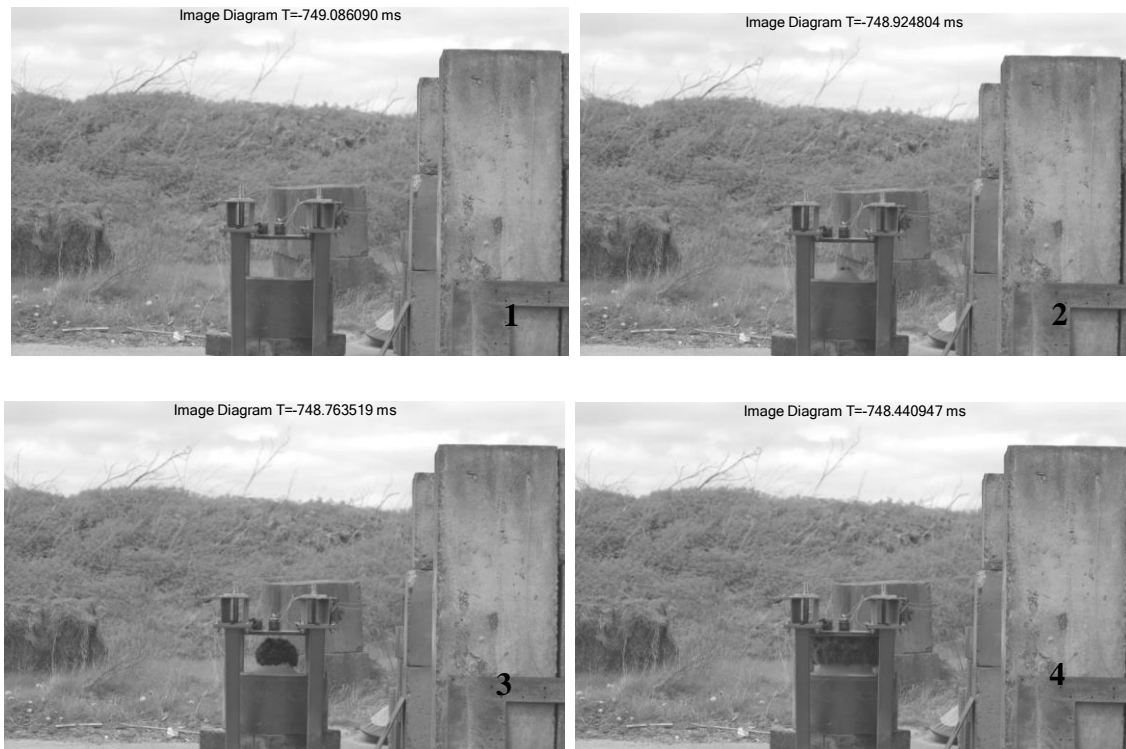 Image Diagram T=-749.086090 ms
Image Diagram T=-748.924804 ms
1
2
Image Diagram T=-748.763519 ms
Image Diagram T=-748.440947 ms
3
4